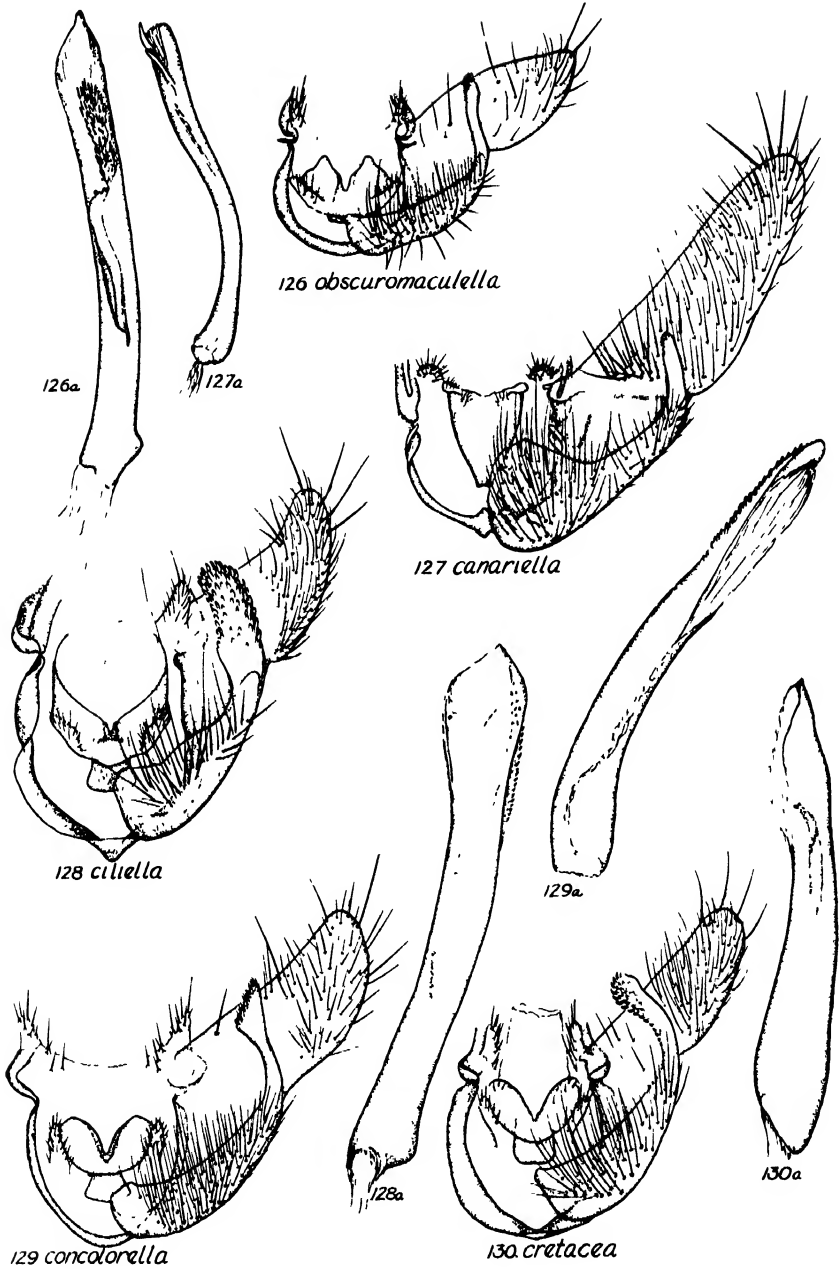 126 obscuromaculella
126a
127a
127 canariella
128 ciliella
129a
128a
130a
129 concolorella
130. cretacea